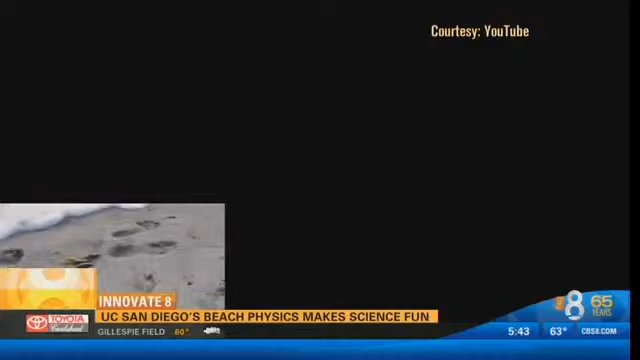 Courtesy: YouTube
INNOVATE 8
UC SAN DIEGO'S BEACH PHYSICS MAKES SCIENCE FUN
TOYOTA
Carlsbad
GILLESPIE FIELD 60°
5:43 63°
8 65
YEARS
CBS8.COM